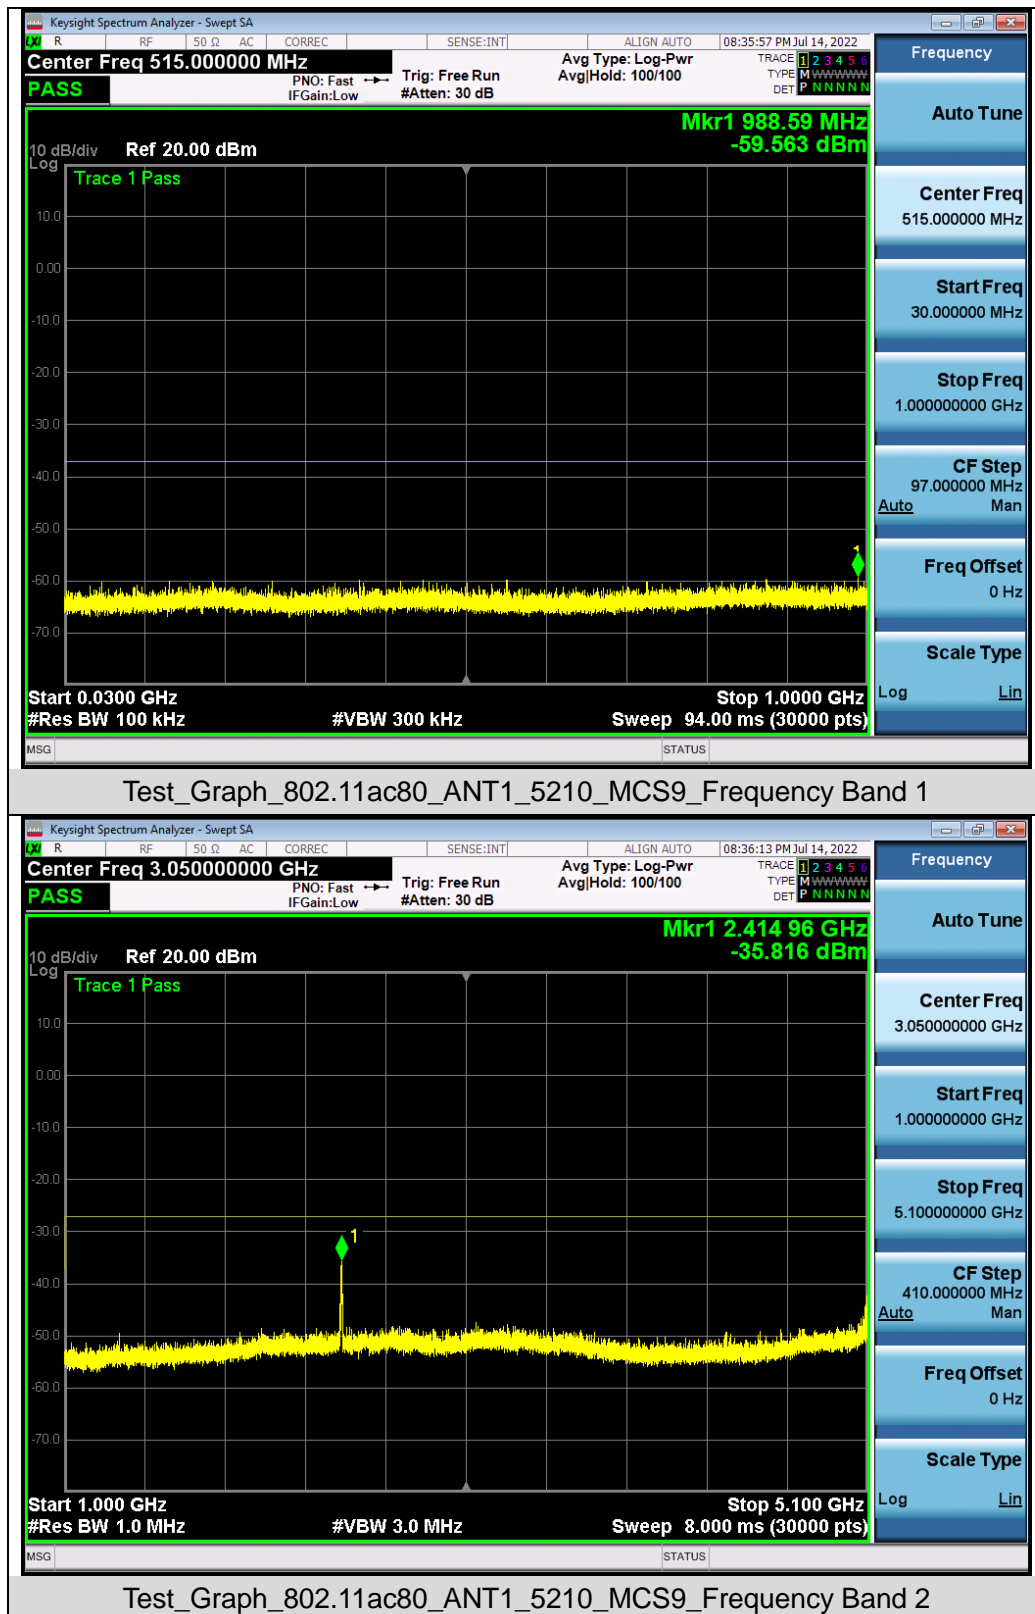 Keysight Spectrum Analyzer - Swept SA
LXI R RF 50 Ω AC CORREC SENSE:INT ALIGN AUTO 08:35:57 PM Jul 14, 2022
Center Freq 515.000000 MHz
PASS
PNO: Fast
IFGain:Low
Trig: Free Run
#Atten: 30 dB
Avg Type: Log-Pwr
Avg|Hold: 100/100
TRACE 1 2 3 4 5 6
TYPE M WWWWW
DET P N N N N N
Mkr1 988.59 MHz
-59.563 dBm
10 dB/div Ref 20.00 dBm
Log
Trace 1 Pass
10.0
0.00
-10.0
-20.0
-30.0
-40.0
-50.0
1
-60.0
-70.0
Start 0.0300 GHz Stop 1.0000 GHz
#Res BW 100 kHz #VBW 300 kHz Sweep 94.00 ms (30000 pts)
MSG STATUS
Frequency
Auto Tune
Center Freq
515.000000 MHz
Start Freq
30.000000 MHz
Stop Freq
1.000000000 GHz
CF Step
97.000000 MHz
Auto Man
Freq Offset
0 Hz
Scale Type
Log Lin
Test_Graph_802.11ac80_ANT1_5210_MCS9_Frequency Band 1
Keysight Spectrum Analyzer - Swept SA
LXI R RF 50 Ω AC CORREC SENSE:INT ALIGN AUTO 08:36:13 PM Jul 14, 2022
Center Freq 3.050000000 GHz
PASS
PNO: Fast
IFGain:Low
Trig: Free Run
#Atten: 30 dB
Avg Type: Log-Pwr
Avg|Hold: 100/100
TRACE 1 2 3 4 5 6
TYPE M WWWWW
DET P N N N N N
Mkr1 2.414 96 GHz
-35.816 dBm
10 dB/div Ref 20.00 dBm
Log
Trace 1 Pass
10.0
0.00
-10.0
-20.0
-30.0
1
-40.0
-50.0
-60.0
-70.0
Start 1.000 GHz Stop 5.100 GHz
#Res BW 1.0 MHz #VBW 3.0 MHz Sweep 8.000 ms (30000 pts)
MSG STATUS
Frequency
Auto Tune
Center Freq
3.050000000 GHz
Start Freq
1.000000000 GHz
Stop Freq
5.100000000 GHz
CF Step
410.000000 MHz
Auto Man
Freq Offset
0 Hz
Scale Type
Log Lin
Test_Graph_802.11ac80_ANT1_5210_MCS9_Frequency Band 2